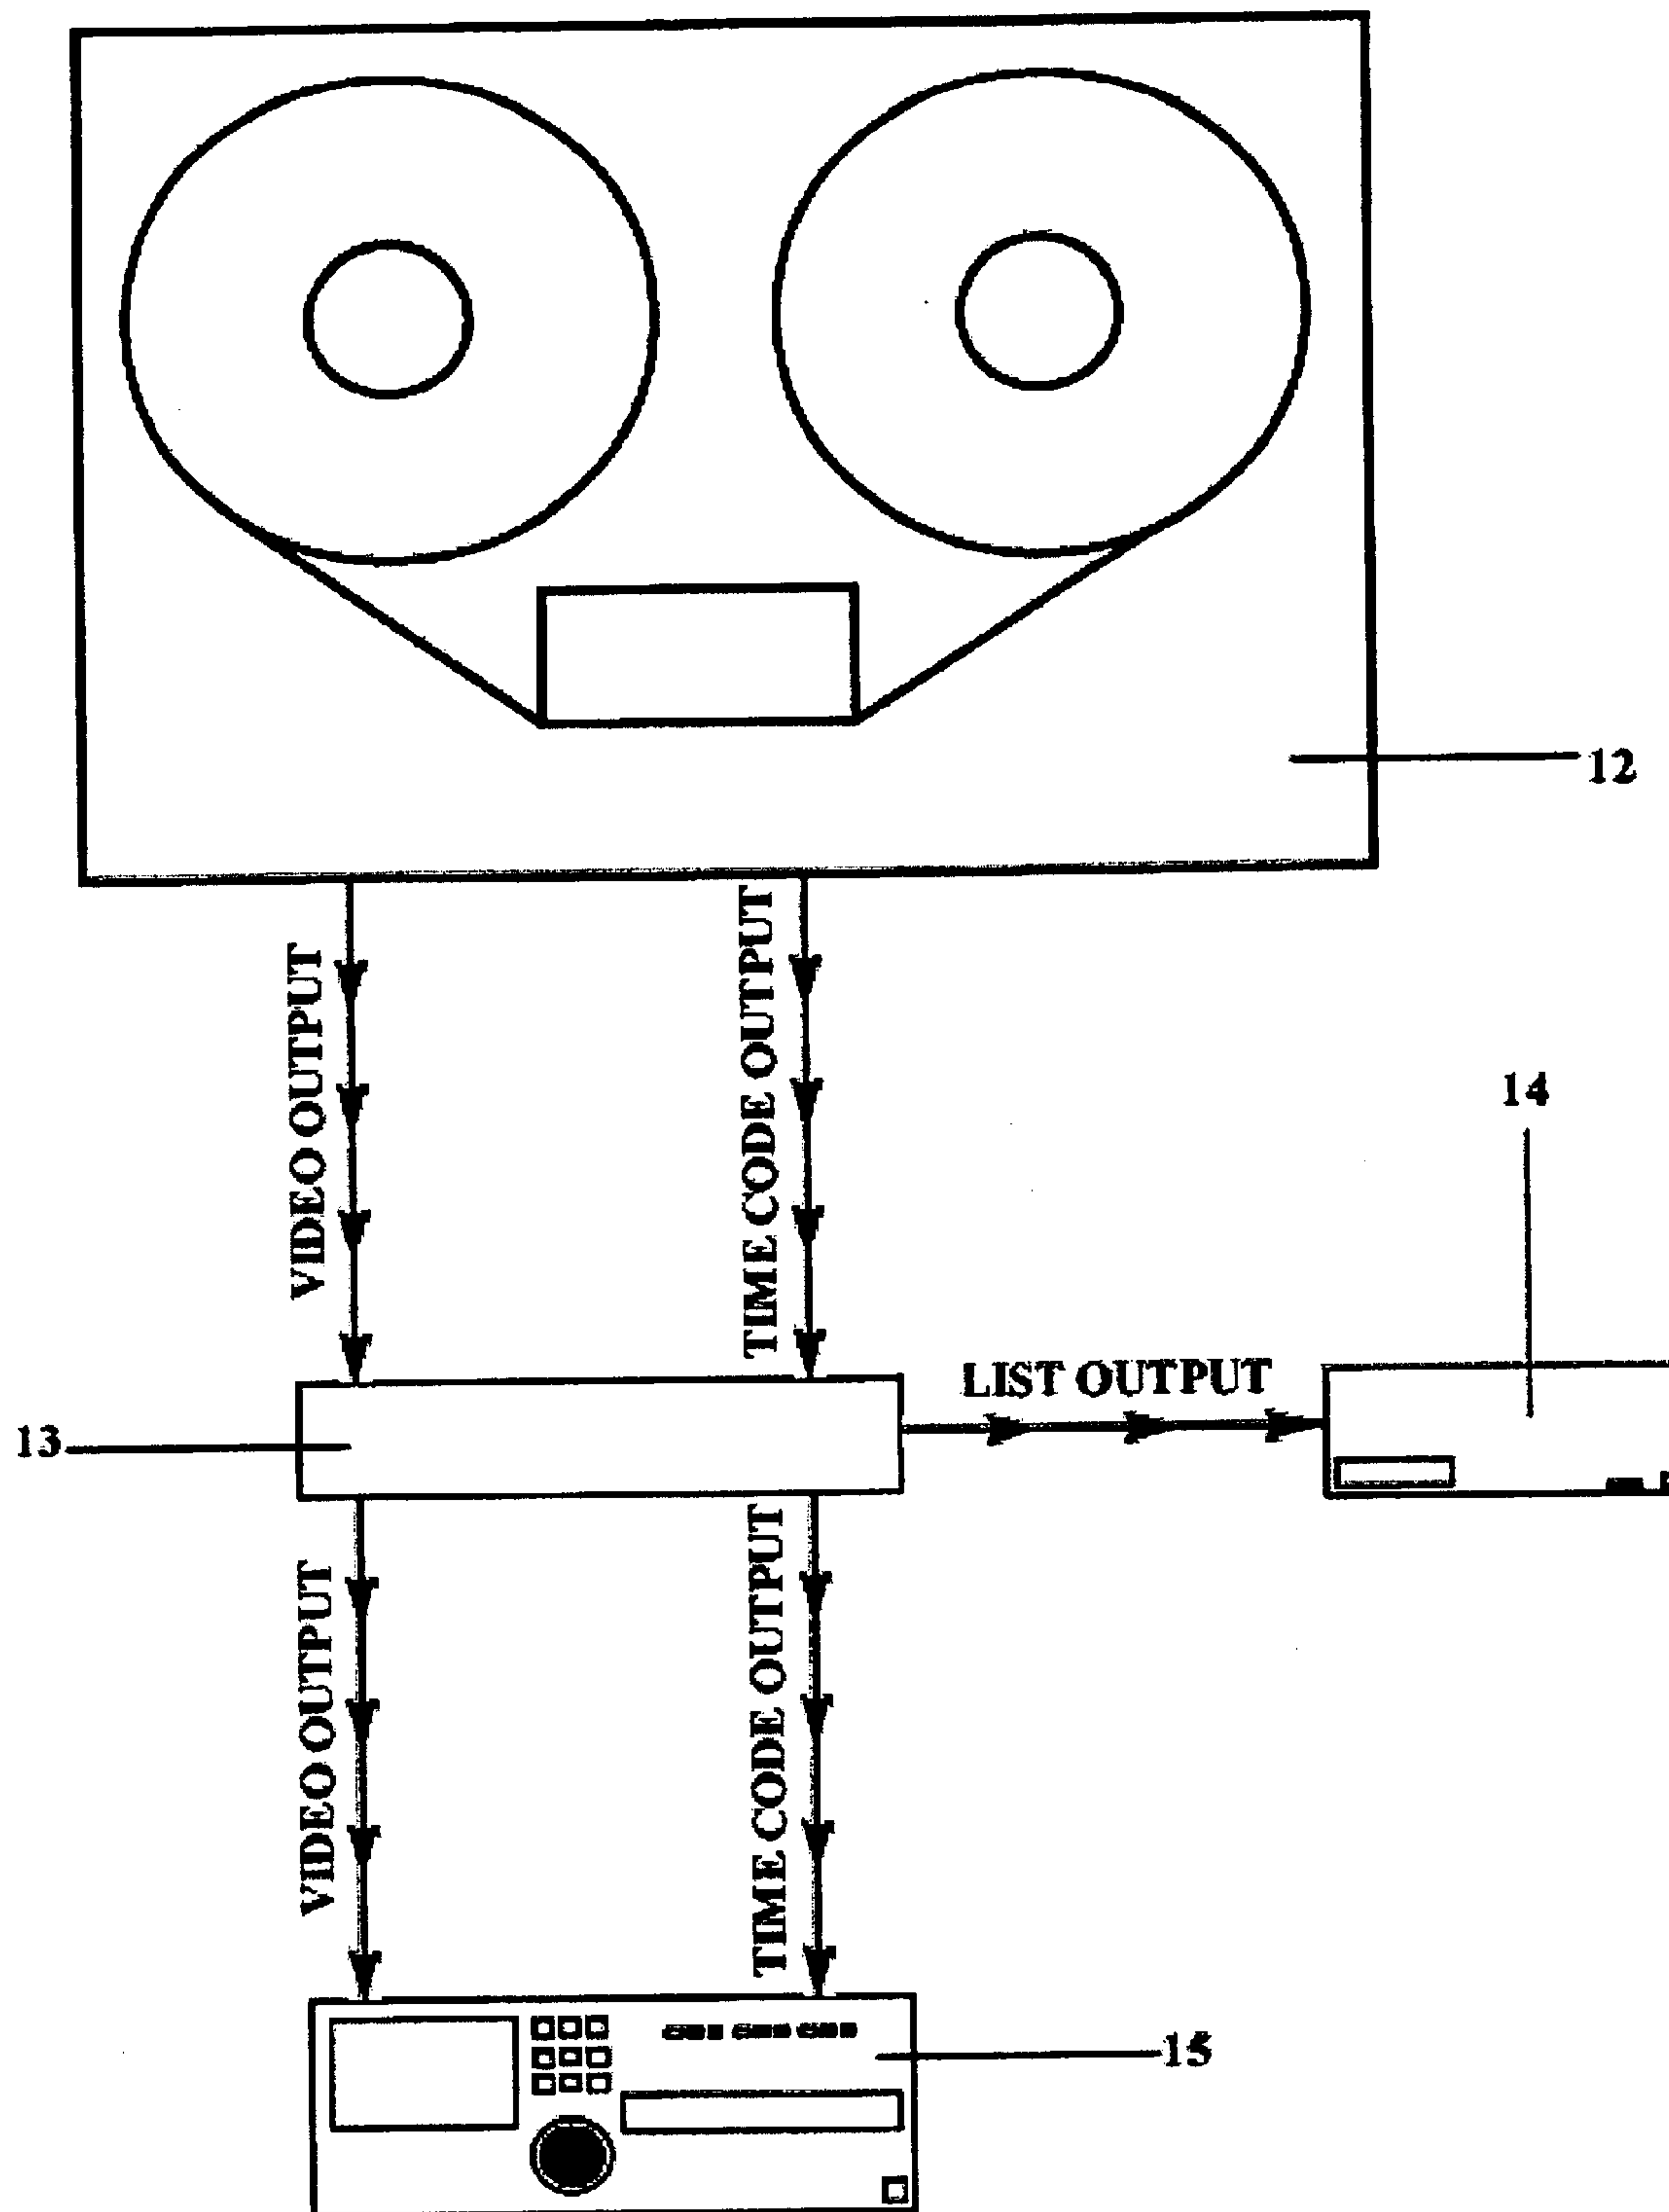 12
VIDEO OUTPUT
TIME CODE OUTPUT
14
LIST OUTPUT
13
VIDEO OUTPUT
TIME CODE OUTPUT
15